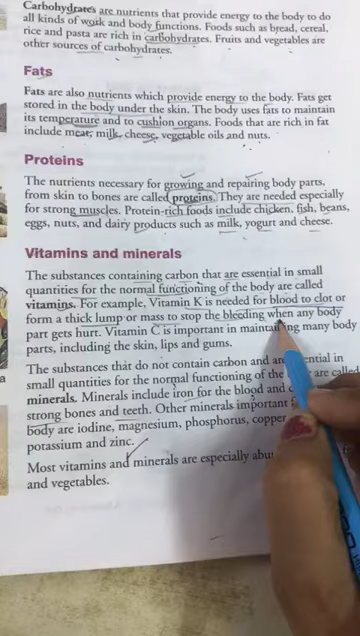 Carbohydrates are nutrients that provide energy to the body to do
all kinds of work and body functions. Foods such as bread, cereal,
rice and pasta are rich in carbohydrates. Fruits and vegetables are
other sources of carbohydrates.
Fats
Fats are also nutrients which provide energy to the body. Fats get
stored in the body under the skin. The body uses fats to maintain
its temperature and to cushion organs. Foods that are rich in fat
include meat, milk, cheese, vegetable oils and nuts.
Proteins
The nutrients necessary for growing and repairing body parts,
from skin to bones are called proteins. They are needed especially
for strong muscles. Protein-rich foods include chicken, fish, beans,
eggs, nuts, and dairy products such as milk, yogurt and cheese.
Vitamins and minerals
The substances containing carbon that are essential in small
quantities for the normal functioning of the body are called
vitamins. For example, Vitamin K is needed for blood to clot or
form a thick lump or mass to stop the bleeding when any body
part gets hurt. Vitamin C is important in maintaining many body
parts, including the skin, lips and gums.
The substances that do not contain carbon and are essential in
small quantities for the normal functioning of the are called
minerals. Minerals include iron for the blood and
strong bones and teeth. Other minerals important
body are iodine, magnesium, phosphorus, copper
potassium and zinc.
Most vitamins and minerals are especially
and vegetables.